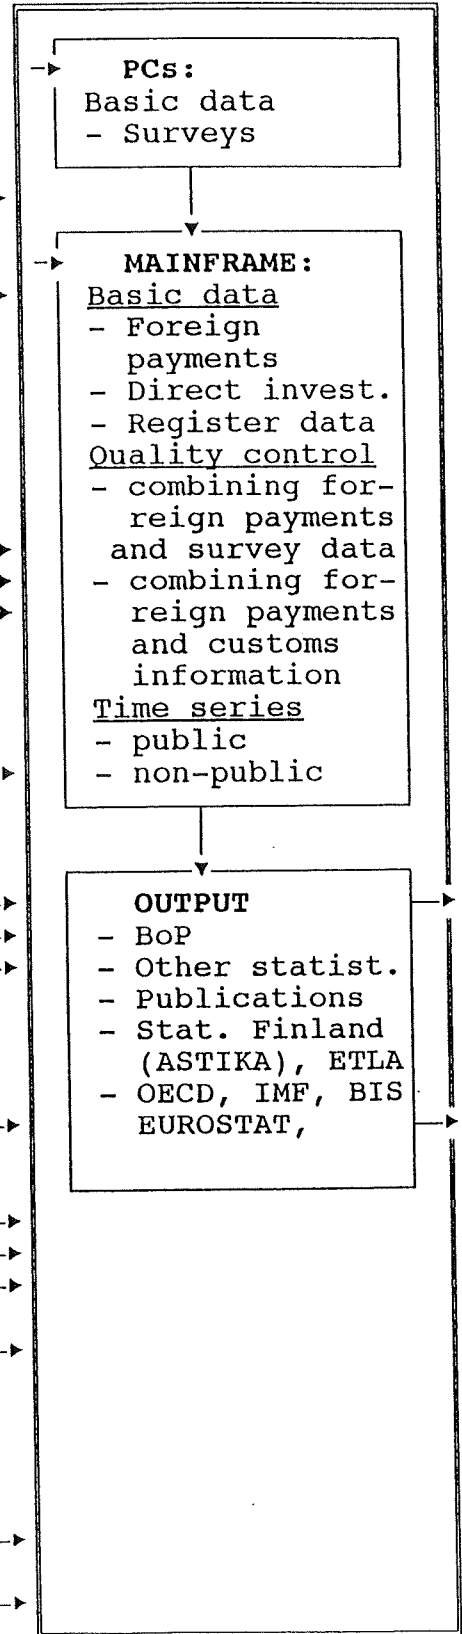 PCs:
Basic data
- Surveys
MAINFRAME:
Basic data
- Foreign
payments
- Direct invest.
- Register data
Quality control
- combining for-
reign payments
and survey data
- combining for-
reign payments
and customs
information
Time series
- public
- non-public
OUTPUT
- BoP
- Other statist.
- Publications
- Stat. Finland
(ASTIKA), ETLA
- OECD, IMF, BIS
EUROSTAT,